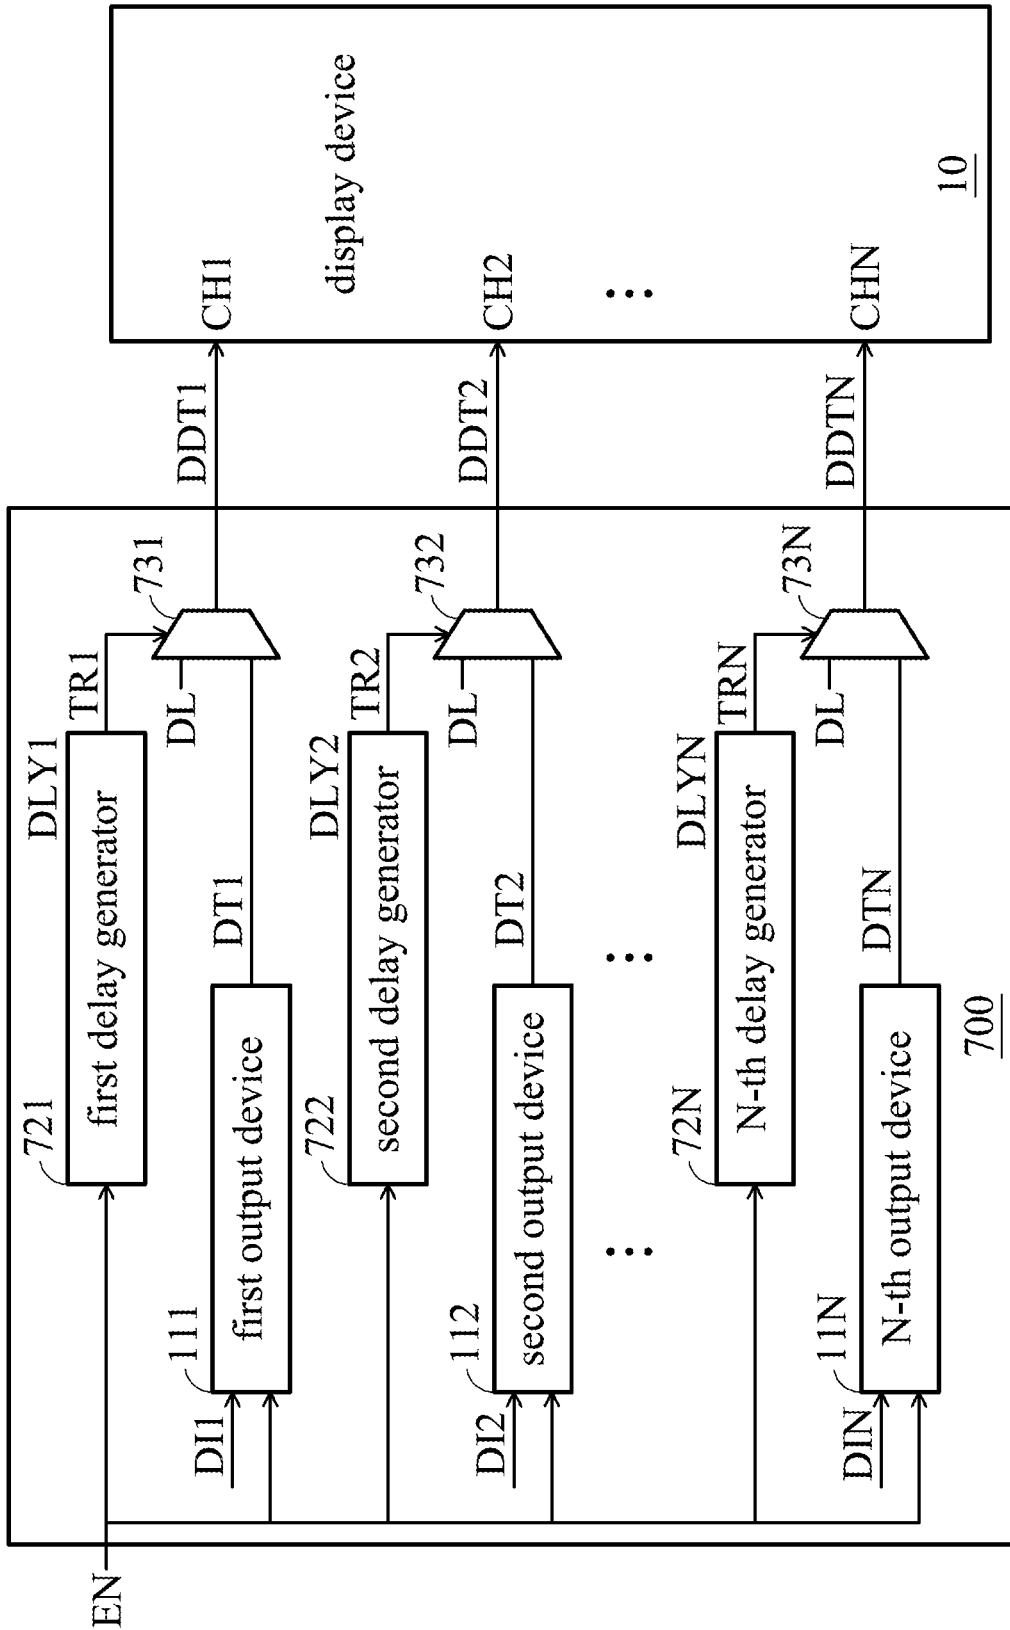 EN
721
first delay generator
DLY1
TR1
731
DL
111
DI1
first output device
DT1
DDT1
CH1
722
second delay generator
DLY2
TR2
732
DL
112
DI2
second output device
DT2
DDT2
CH2
display device
...
...
...
72N
N-th delay generator
DLYN
TRN
73N
DL
11N
DIN
N-th output device
DTN
DDTN
CHN
700
10